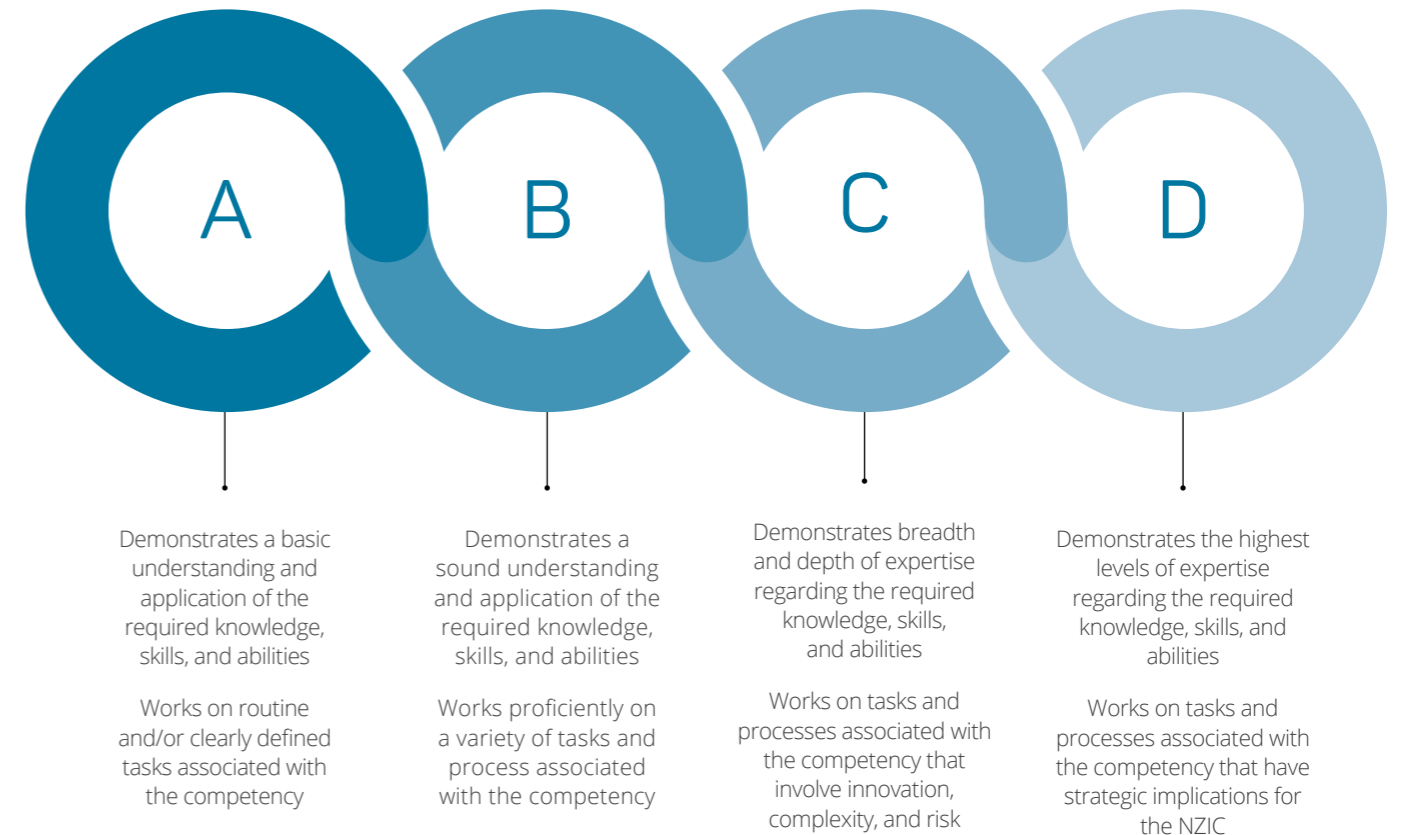 A
B
C
D
Demonstrates a basic
understanding and
application of the
required knowledge,
skills, and abilities
Works on routine
and/or clearly defined
tasks associated with
the competency
Demonstrates a
sound understanding
and application of the
required knowledge,
skills, and abilities
Works proficiently on
a variety of tasks and
process associated
with the competency
Demonstrates breadth
and depth of expertise
regarding the required
knowledge, skills,
and abilities
Works on tasks and
processes associated with
the competency that
involve innovation,
complexity, and risk
Demonstrates the highest
levels of expertise
regarding the required
knowledge, skills, and
abilities
Works on tasks and
processes associated with
the competency that have
strategic implications for
the NZIC